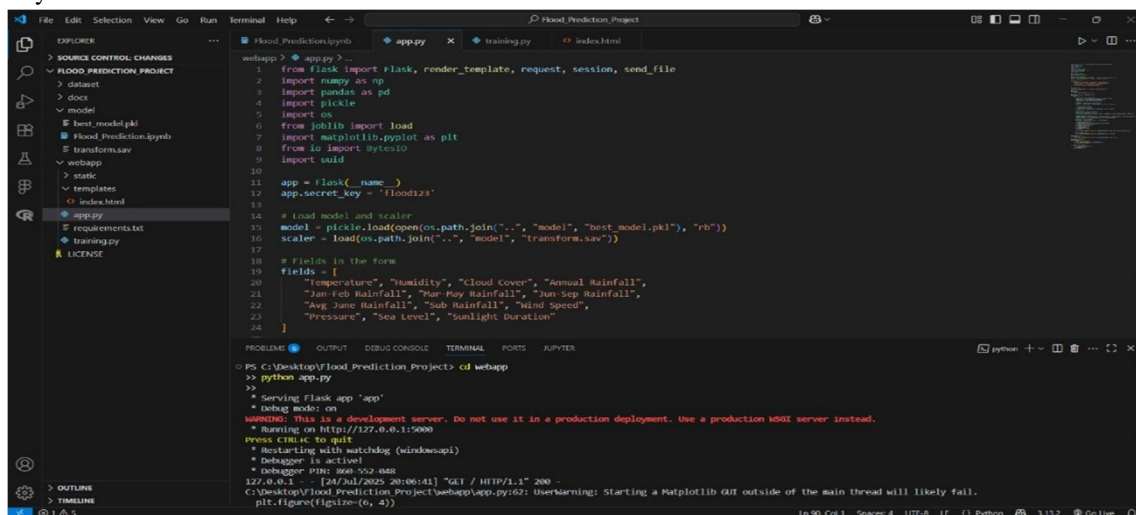 File Edit Selection View Go Run Terminal Help
Flood_Prediction_Project
EXPLORER
SOURCE CONTROL: CHANGES
FLOOD_PREDICTION_PROJECT
dataset
docs
model
best_model.pkl
Flood_Prediction.ipynb
transform.sav
webapp
static
templates
index.html
app.py
requirements.txt
training.py
LICENSE
OUTLINE
TIMELINE
Flood_Prediction.ipynb app.py training.py index.html
webapp > app.py > ...
1 from flask import Flask, render_template, request, session, send_file
2 import numpy as np
3 import pandas as pd
4 import pickle
5 import os
6 from joblib import load
7 import matplotlib.pyplot as plt
8 from io import BytesIO
9 import uuid
10
11 app = Flask(__name__)
12 app.secret_key = 'flood123'
13
14 # Load model and scaler
15 model = pickle.load(open(os.path.join("..", "model", "best_model.pkl"), "rb"))
16 scaler = load(os.path.join("..", "model", "transform.sav"))
17
18 # Fields in the form
19 fields = [
20 "Temperature", "Humidity", "Cloud Cover", "Annual Rainfall",
21 "Jan-Feb Rainfall", "Mar-May Rainfall", "Jun-Sep Rainfall",
22 "Avg June Rainfall", "Sub Rainfall", "Wind Speed",
23 "Pressure", "Sea Level", "Sunlight Duration"
24 ]
PROBLEMS 6 OUTPUT DEBUG CONSOLE TERMINAL PORTS JUPYTER
python
PS C:\Desktop\Flood_Prediction_Project> cd webapp
>> python app.py
>>
* Serving Flask app 'app'
* Debug mode: on
WARNING: This is a development server. Do not use it in a production deployment. Use a production WSGI server instead.
* Running on http://127.0.0.1:5000
Press CTRL+C to quit
* Restarting with watchdog (windowsapi)
* Debugger is active!
* Debugger PIN: 860-552-048
127.0.0.1 - - [24/Jul/2025 20:06:41] "GET / HTTP/1.1" 200 -
C:\Desktop\Flood_Prediction_Project\webapp\app.py:62: UserWarning: Starting a Matplotlib GUI outside of the main thread will likely fail.
plt.figure(figsize=(6, 4))
Ln 90, Col 1 Spaces: 4 UTF-8 LF Python 3.13.2 Go Live